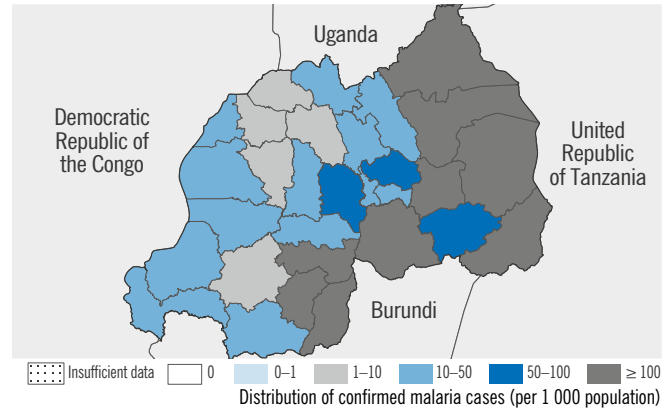 Uganda
Democratic
Republic of
the Congo
United
Republic
of Tanzania
Burundi
Insufficient data 0 0–1 1–10 10–50 50–100 ≥ 100
Distribution of confirmed malaria cases (per 1 000 population)